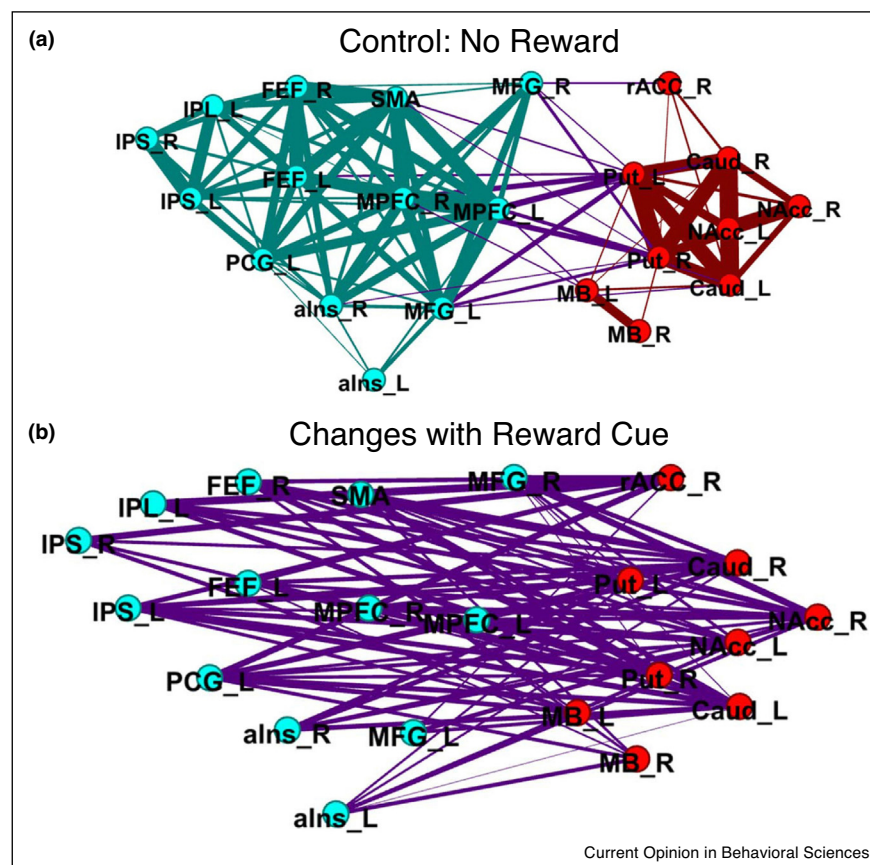 (a)
Control: No Reward
FEF_R
MFG_R
rACC_R
IPL_L
SMA
IPS_R
Caud_R
Put_L
FEF_L
IPS_L
MPFC_R
MPFC_L
NAcc_R
NAcc_L
PCG_L
Put_R
MB_L
Caud_L
aIns_R
MFG_L
MB_R
aIns_L
(b)
Changes with Reward Cue
FEF_R
MFG_R
rACC_R
SMA
IPL_L
IPS_R
Caud_R
FEF_L
Put_L
IPS_L
MPFC_R
MPFC_L
NAcc_R
NAcc_L
PCG_L
Put_R
MB_L
Caud_L
aIns_R
MFG_L
MB_R
aIns_L
Current Opinion in Behavioral Sciences